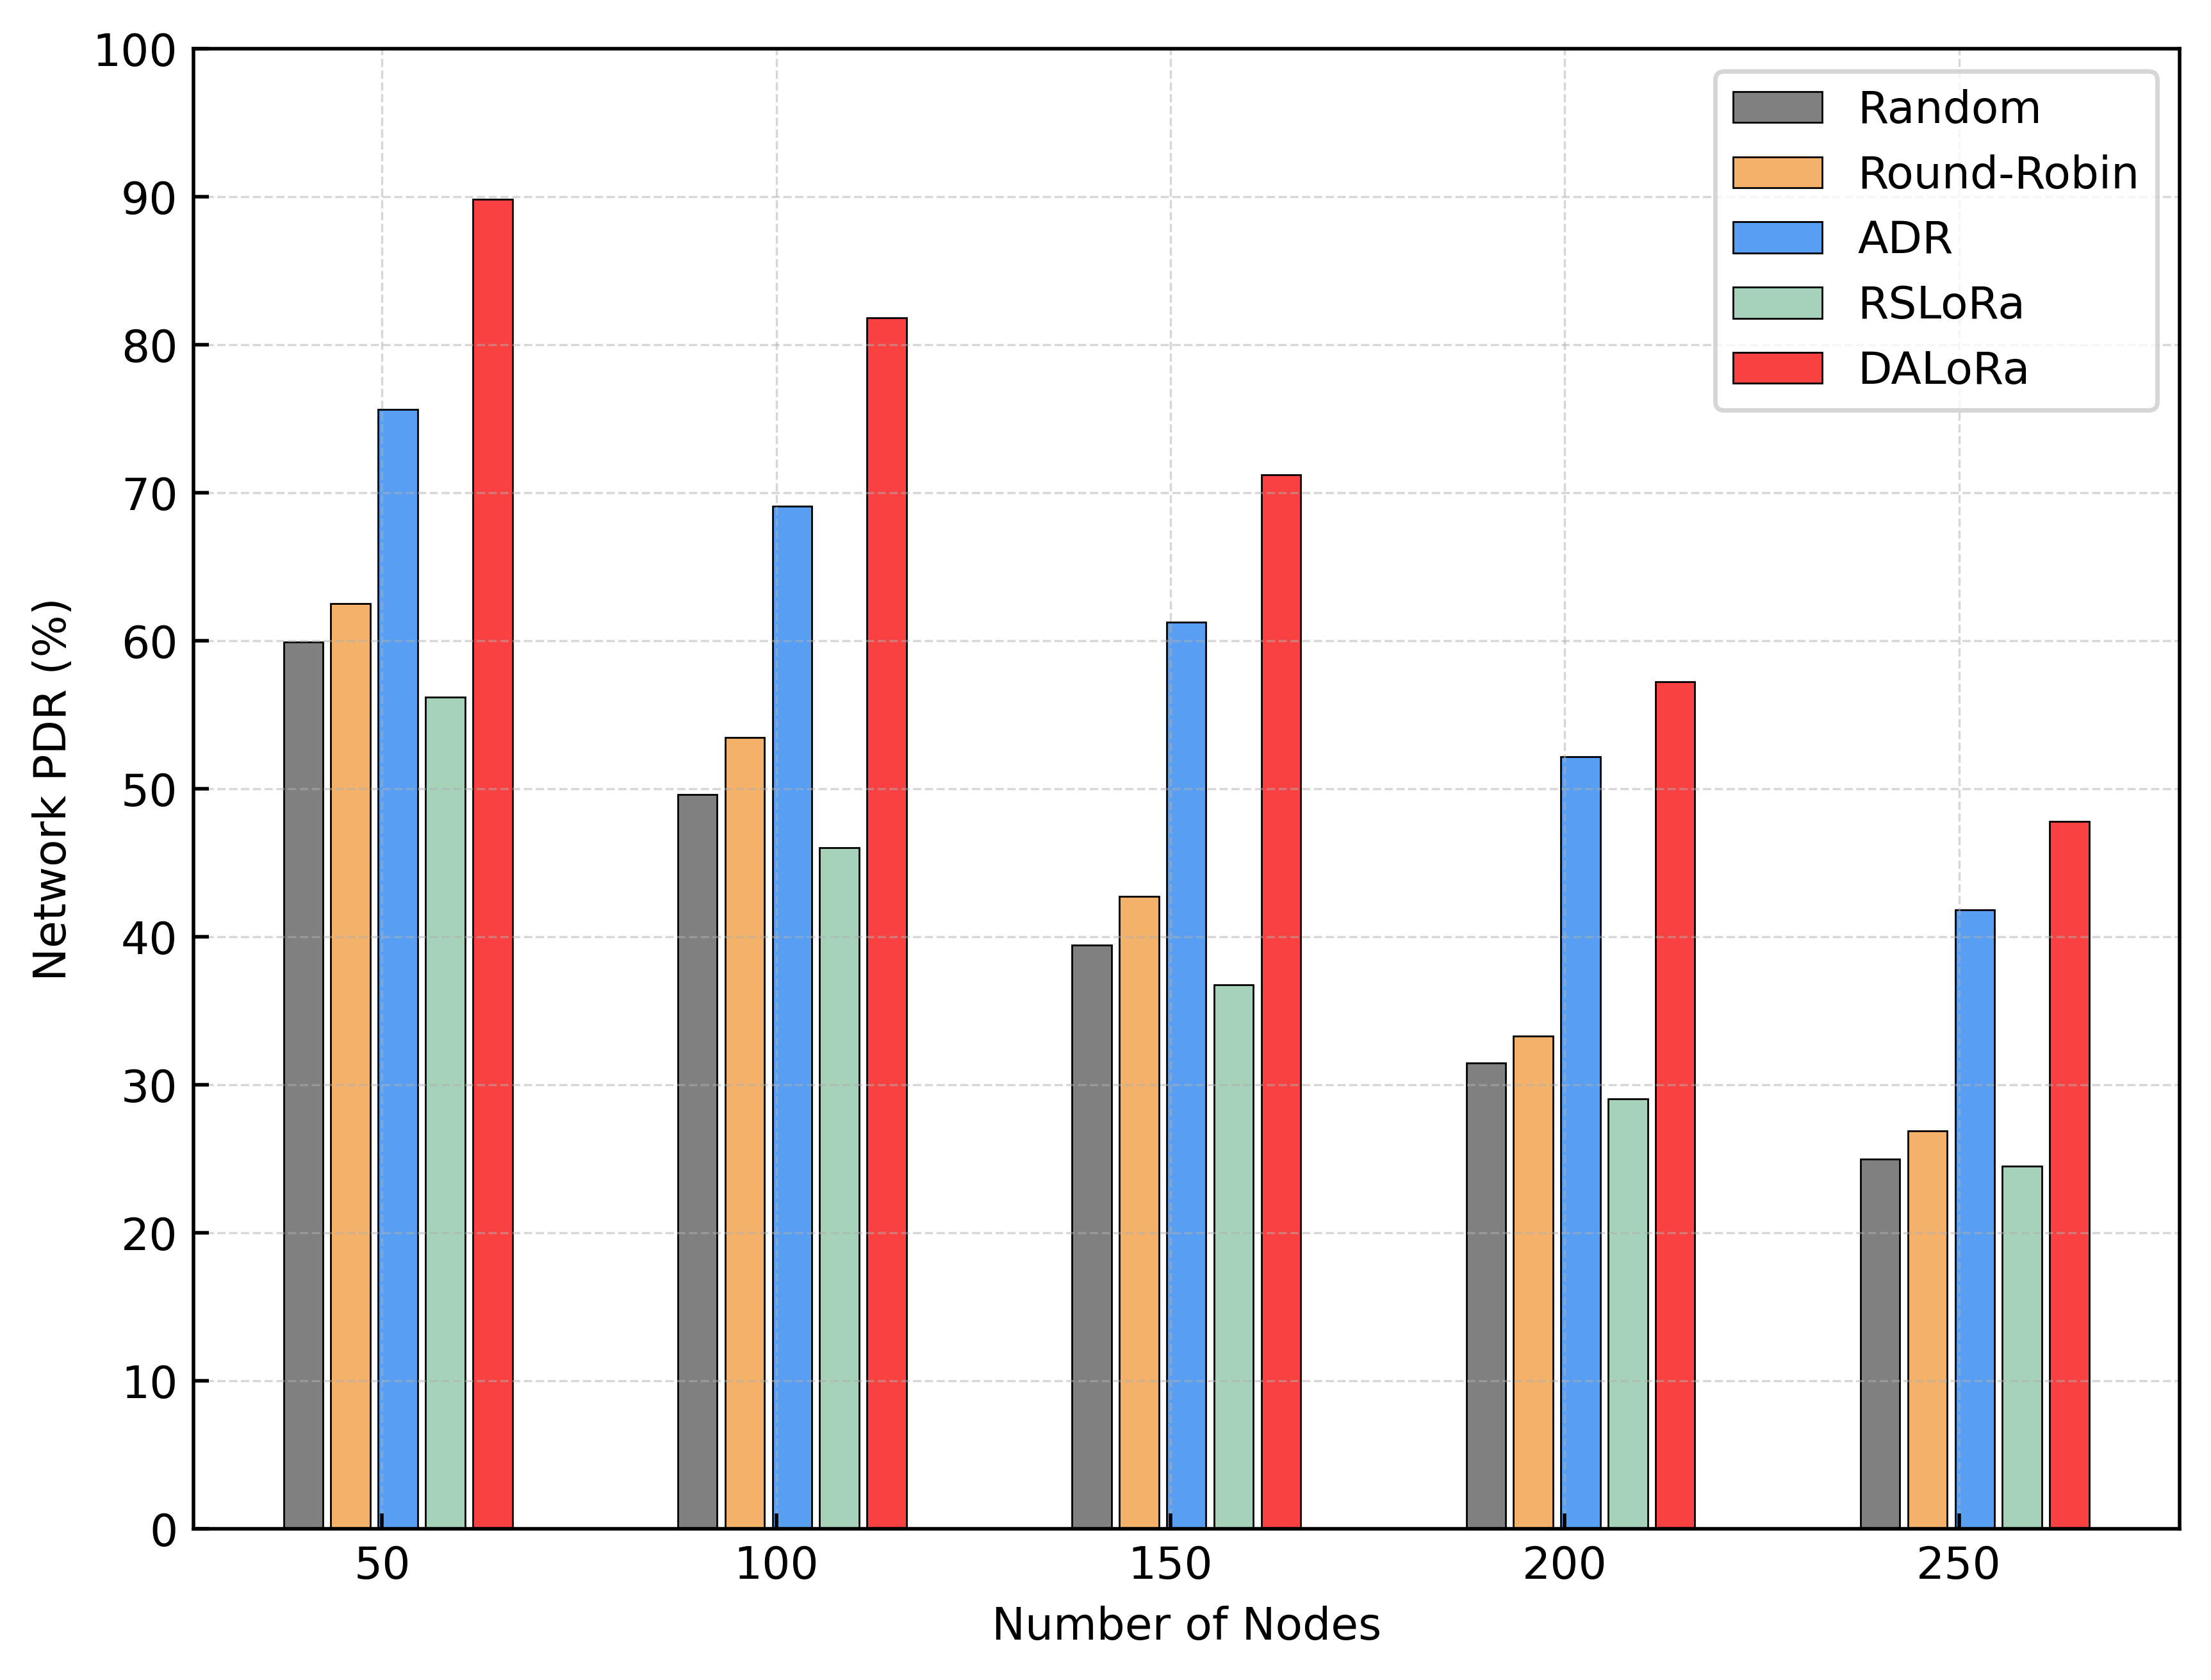 100
90
80
70
60
50
40
30
20
10
0
Network PDR (%)
Random
Round-Robin
ADR
RSLoRa
DALoRa
50 100 150 200 250
Number of Nodes